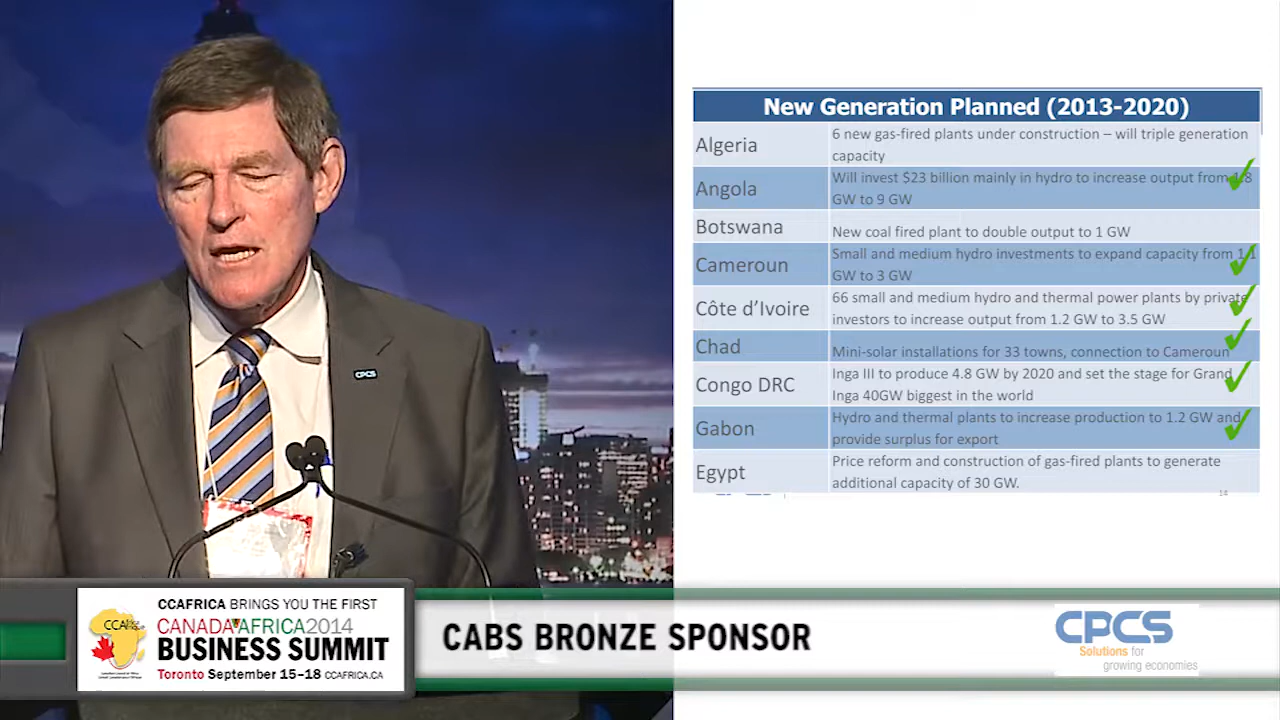 New Generation Planned (2013-2020)
Algeria
6 new gas-fired plants under construction – will triple generation
capacity
Angola
Will invest $23 billion mainly in hydro to increase output from 1.8
GW to 9 GW
Botswana
New coal fired plant to double output to 1 GW
Cameroun
Small and medium hydro investments to expand capacity from 1.1
GW to 3 GW
Côte d’Ivoire
66 small and medium hydro and thermal power plants by private
investors to increase output from 1.2 GW to 3.5 GW
Chad
Mini-solar installations for 33 towns, connection to Cameroun
Congo DRC
Inga III to produce 4.8 GW by 2020 and set the stage for Grand
Inga 40GW biggest in the world
Gabon
Hydro and thermal plants to increase production to 1.2 GW and
provide surplus for export
Egypt
Price reform and construction of gas-fired plants to generate
additional capacity of 30 GW.
14
CPCS
CCAFRICA BRINGS YOU THE FIRST
CANADA AFRICA2014
BUSINESS SUMMIT
Toronto September 15–18 CCAFRICA.CA
CABS BRONZE SPONSOR
CPCS
Solutions for
growing economies